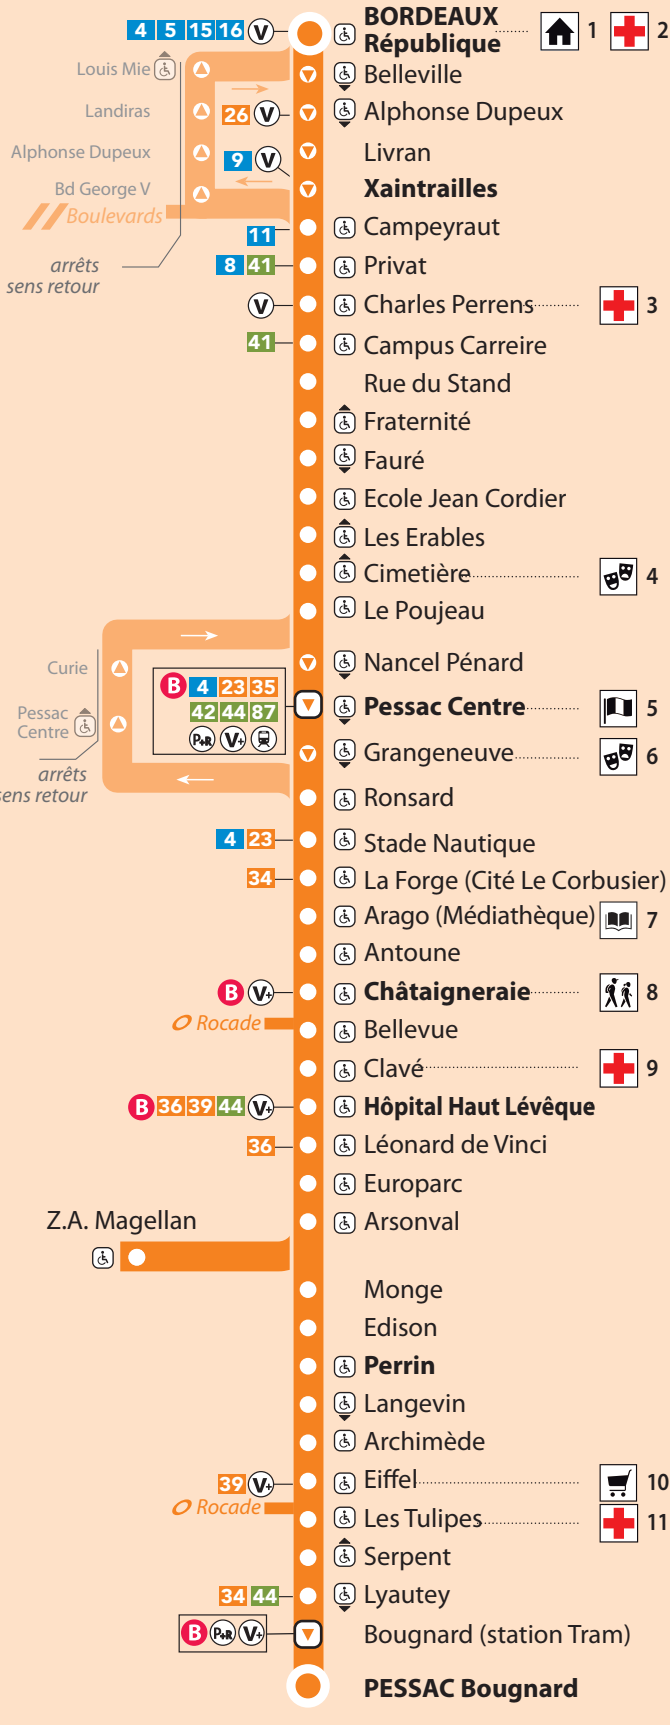 4 5 15 16 V BORDEAUX
République 1 2
Louis Mie Belleville
Landiras 26 V Alphonse Dupeux
Alphonse Dupeux 9 V Livran
Bd George V Xaintrailles
Boulevards
11 Campeyraut
arrêts
sens retour
8 41 Privat
V Charles Perrens 3
41 Campus Carreire
Rue du Stand
Fraternité
Fauré
Ecole Jean Cordier
Les Erables
Cimetière 4
Le Poujeau
Curie Nancel Pénard
B 4 23 35
42 44 87
P+R V+
Pessac Centre 5
Pessac
Centre
Grangeneuve 6
arrêts
sens retour
Ronsard
4 23 Stade Nautique
34 La Forge (Cité Le Corbusier)
Arago (Médiathèque) 7
Antoune
B V+ Châtaigneraie 8
Rocade
Bellevue
Clavé 9
B 36 39 44 V+ Hôpital Haut Lévêque
36 Léonard de Vinci
Europarc
Z.A. Magellan Arsonval
Monge
Edison
Perrin
Langevin
Archimède
39 V+ Eiffel 10
Rocade
Les Tulipes 11
Serpent
34 44 Lyautey
B P+R V+ Bougnard (station Tram)
PESSAC Bougnard